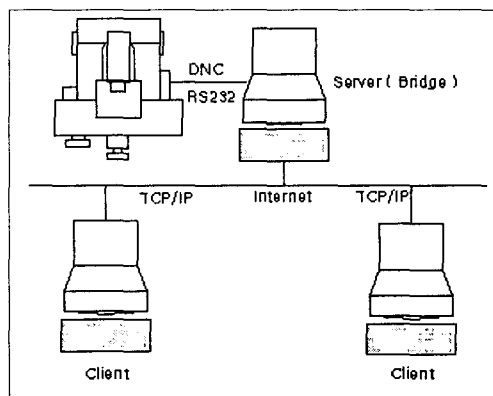 DNC
RS232
Server ( Bridge )
TCP/IP
Internet
TCP/IP
Client
Client